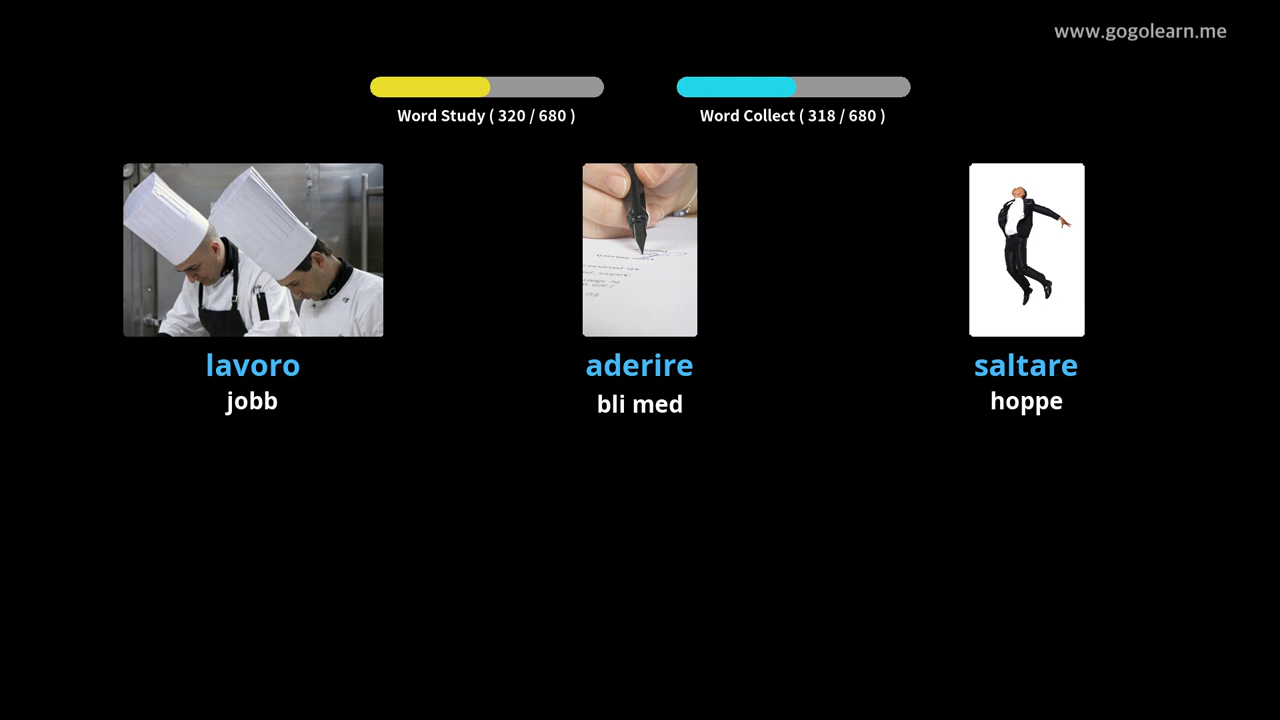 www.gogolearn.me
Word Study ( 320 / 680 )
Word Collect ( 318 / 680 )
lavoro
jobb
aderire
bli med
saltare
hoppe